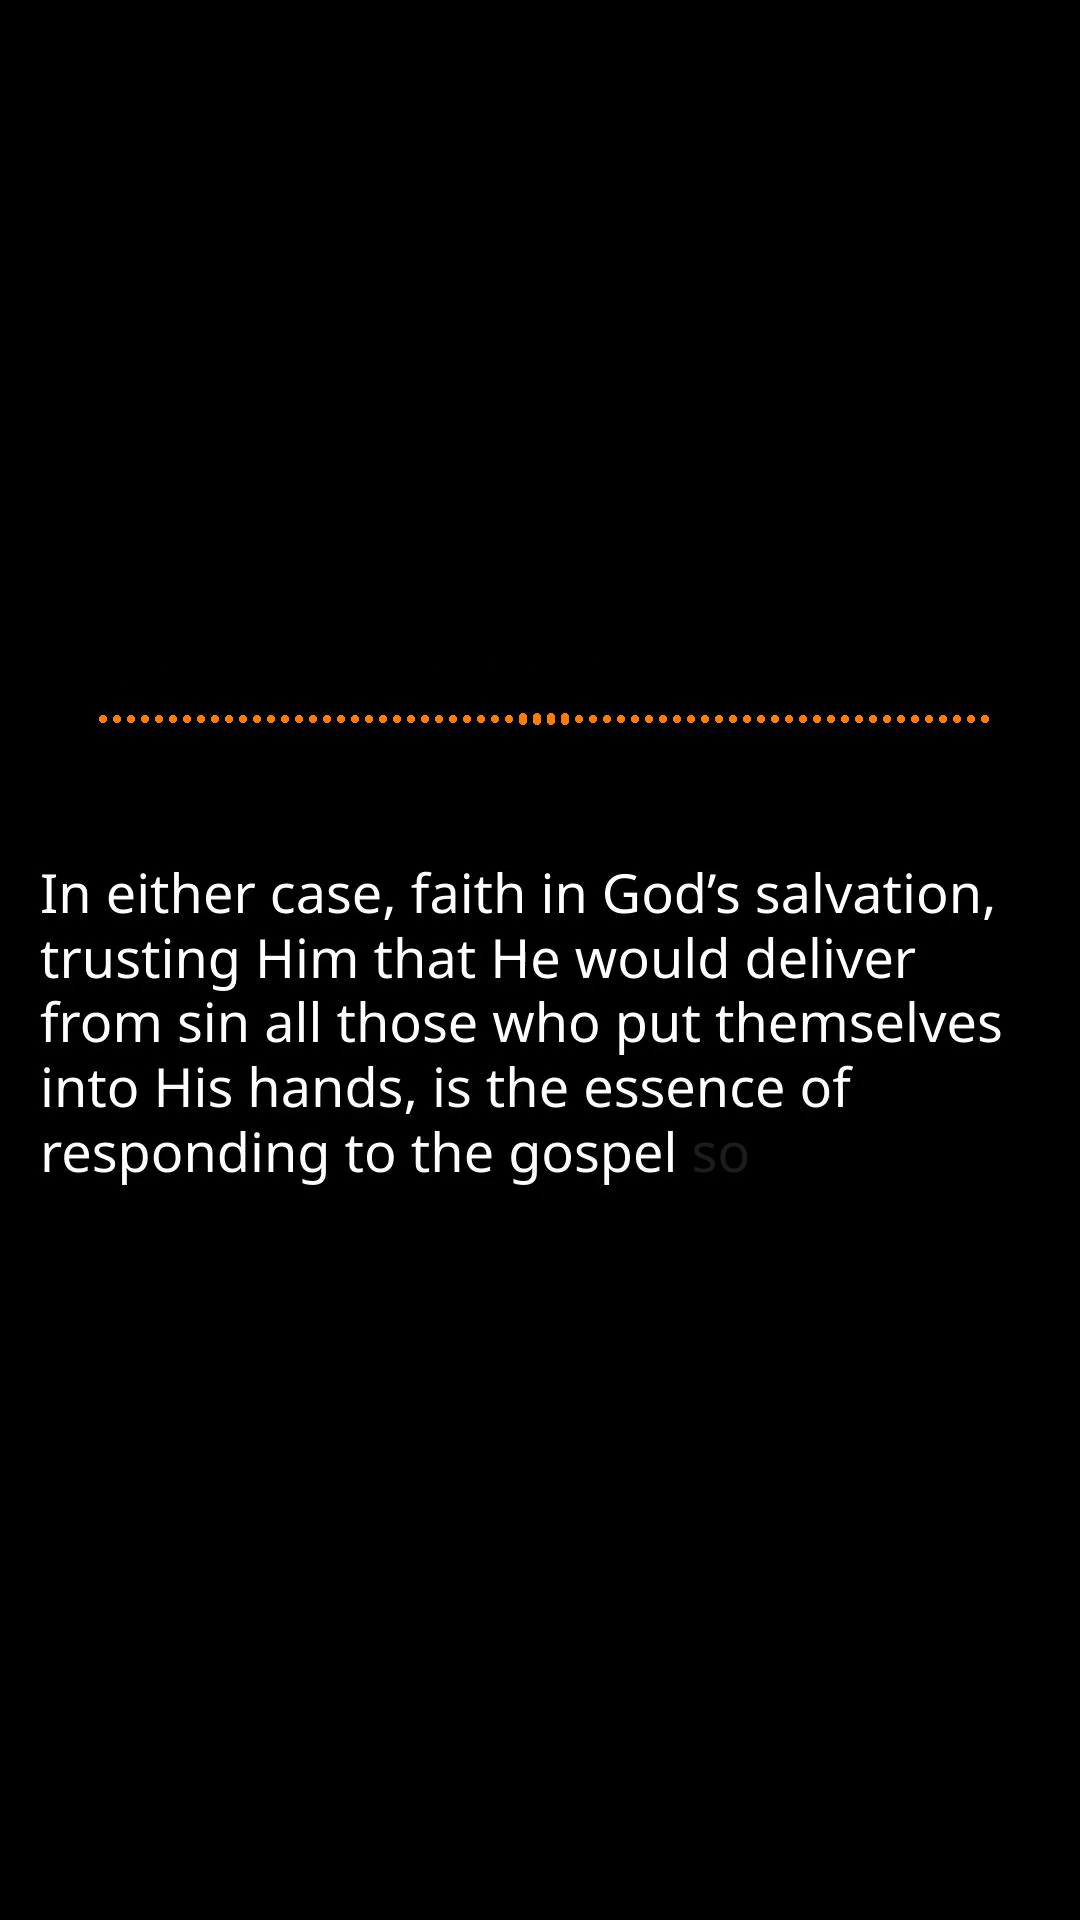 In either case, faith in God’s salvation,
trusting Him that He would deliver
from sin all those who put themselves
into His hands, is the essence of
responding to the gospel so